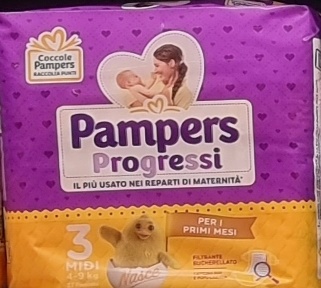 Coccole
Pampers
RACCOLTA PUNTI
Pampers
Progressi
IL PIÙ USATO NEI REPARTI DI MATERNITÀ*
PER I
PRIMI MESI
3
MIDI
4-9 kg
FILTRANTE
BUCHERELLATO